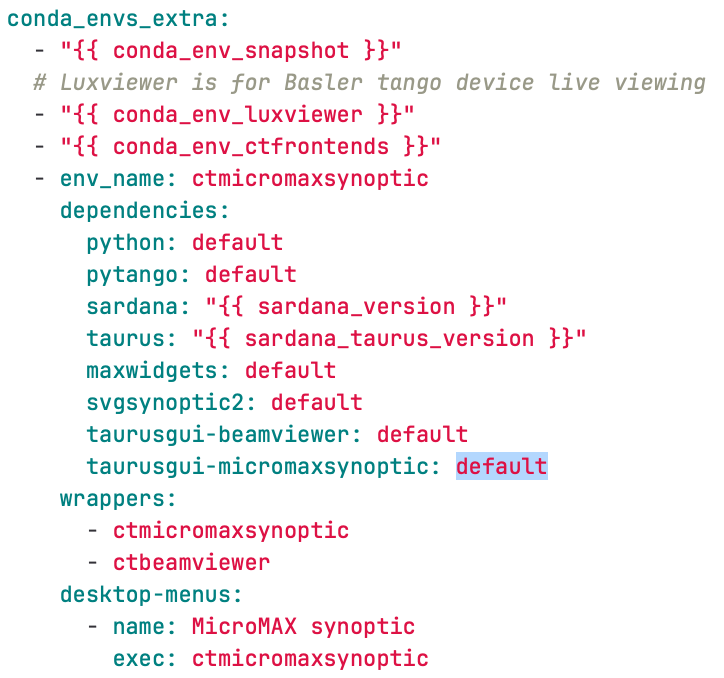 conda_envs_extra:
  - "{{ conda_env_snapshot }}"
  # Luxviewer is for Basler tango device live viewing
  - "{{ conda_env_luxviewer }}"
  - "{{ conda_env_ctfrontends }}"
  - env_name: ctmicromaxsynoptic
    dependencies:
      python: default
      pytango: default
      sardana: "{{ sardana_version }}"
      taurus: "{{ sardana_taurus_version }}"
      maxwidgets: default
      svgsynoptic2: default
      taurusgui-beamviewer: default
      taurusgui-micromaxsynoptic: default
    wrappers:
      - ctmicromaxsynoptic
      - ctbeamviewer
    desktop-menus:
      - name: MicroMAX synoptic
        exec: ctmicromaxsynoptic